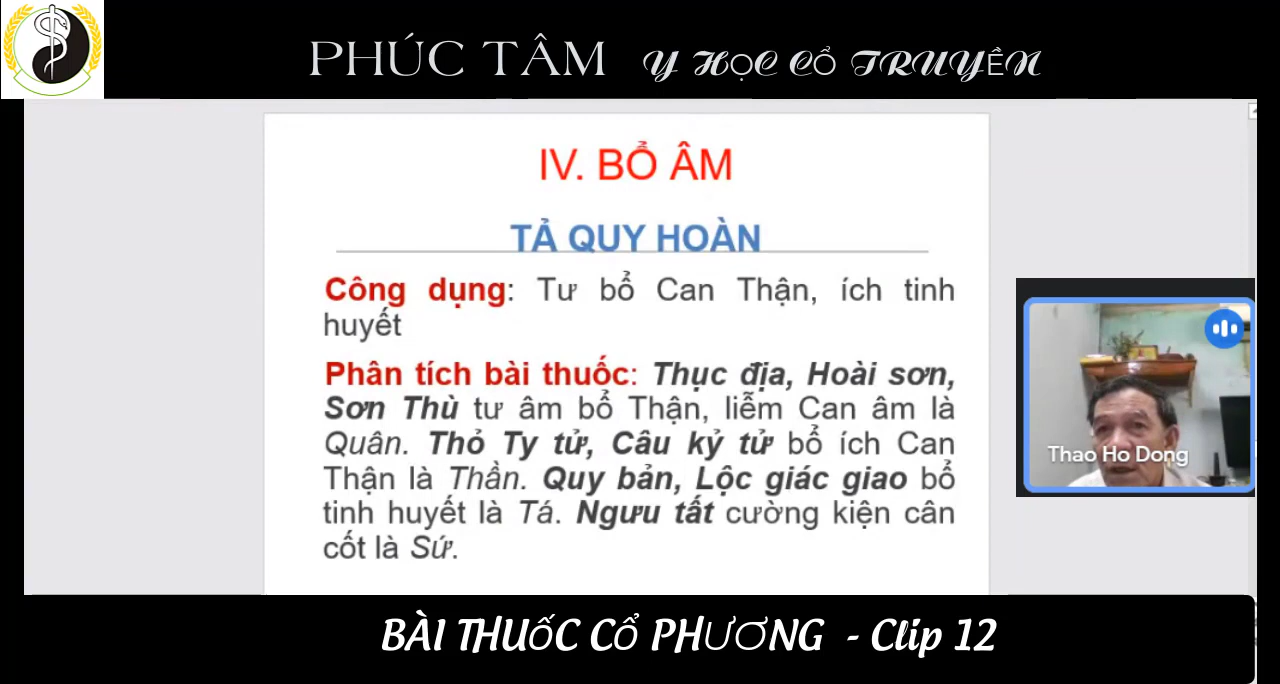 PHÚC TÂM Y HỌC CỔ TRUYỀN
IV. BỔ ÂM
TẢ QUY HOÀN
Công dụng: Tư bổ Can Thận, ích tinh
huyết
Phân tích bài thuốc: Thục địa, Hoài sơn,
Sơn Thù tư âm bổ Thận, liễm Can âm là
Quân. Thỏ Ty tử, Câu kỷ tử bổ ích Can
Thận là Thần. Quy bản, Lộc giác giao bổ
tinh huyết là Tá. Ngưu tất cường kiện cân
cốt là Sứ.
Thao Ho Dong
BÀI THUỐC CỔ PHƯƠNG - Clip 12